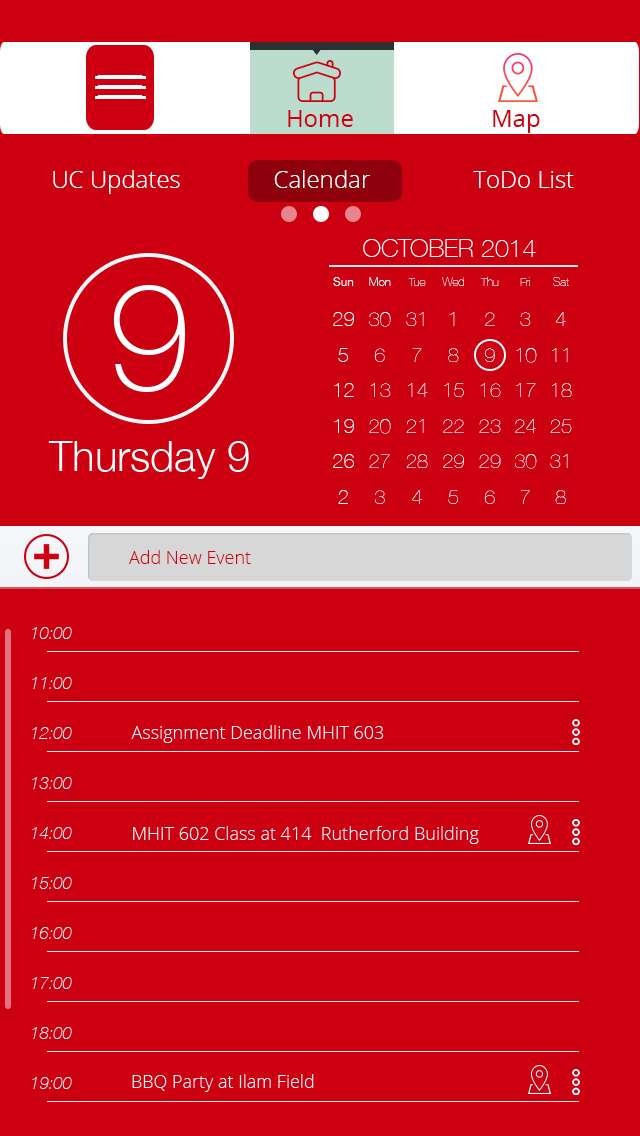 Home Map
UC Updates Calendar ToDo List
9
Thursday 9
OCTOBER 2014
Sun Mon Tue Wed Thu Fri Sat
29 30 31 1 2 3 4
5 6 7 8 9 10 11
12 13 14 15 16 17 18
19 20 21 22 23 24 25
26 27 28 29 29 30 31
2 3 4 5 6 7 8
Add New Event
10:00
11:00
12:00 Assignment Deadline MHIT 603
13:00
14:00 MHIT 602 Class at 414 Rutherford Building
15:00
16:00
17:00
18:00
19:00 BBQ Party at Ilam Field